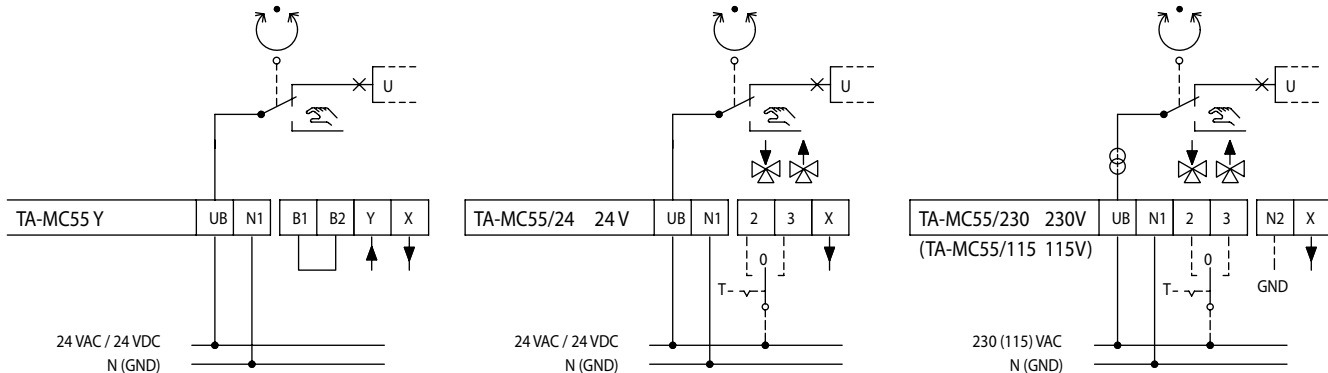 U
TA-MC55 Y UB N1 B1 B2 Y X
24 VAC / 24 VDC
N (GND)
U
TA-MC55/24 24 V UB N1 2 3 X
0
T
24 VAC / 24 VDC
N (GND)
U
TA-MC55/230 230V UB N1 2 3 N2 X
(TA-MC55/115 115V)
0
T
GND
230 (115) VAC
N (GND)